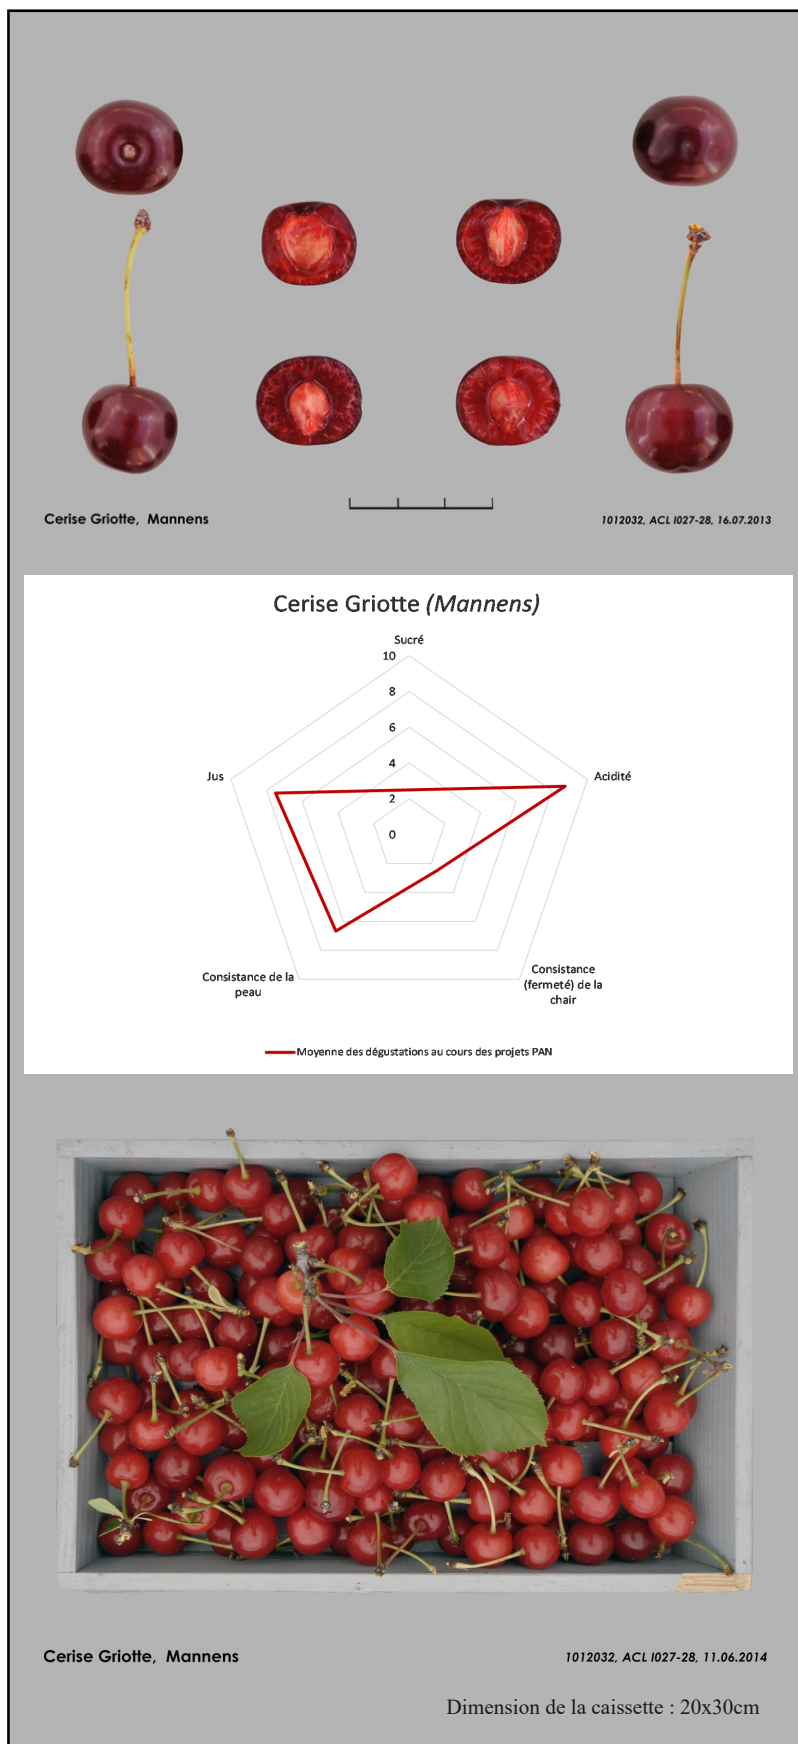 Cerise Griotte,  Mannens
1012032, ACL I027-28, 16.07.2013
Cerise Griotte (Mannens)
Sucré
10
8
6
4
2
0
Jus
Acidité
Consistance de la
peau
Consistance
(fermeté) de la
chair
Moyenne des dégustations au cours des projets PAN
Cerise Griotte,  Mannens
1012032, ACL I027-28, 11.06.2014
Dimension de la caissette : 20x30cm